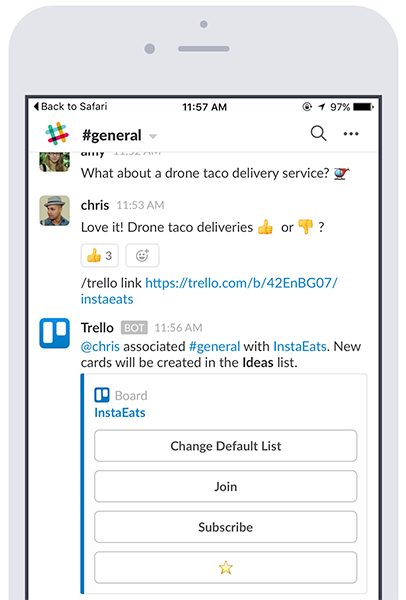 Back to Safari 11:57 AM 97%
#general
amy 11:52 AM
What about a drone taco delivery service?
chris 11:53 AM
Love it! Drone taco deliveries or ?
3
/trello link https://trello.com/b/42EnBG07/
instaeats
Trello BOT 11:56 AM
@chris associated #general with InstaEats. New
cards will be created in the Ideas list.
Board
InstaEats
Change Default List
Join
Subscribe